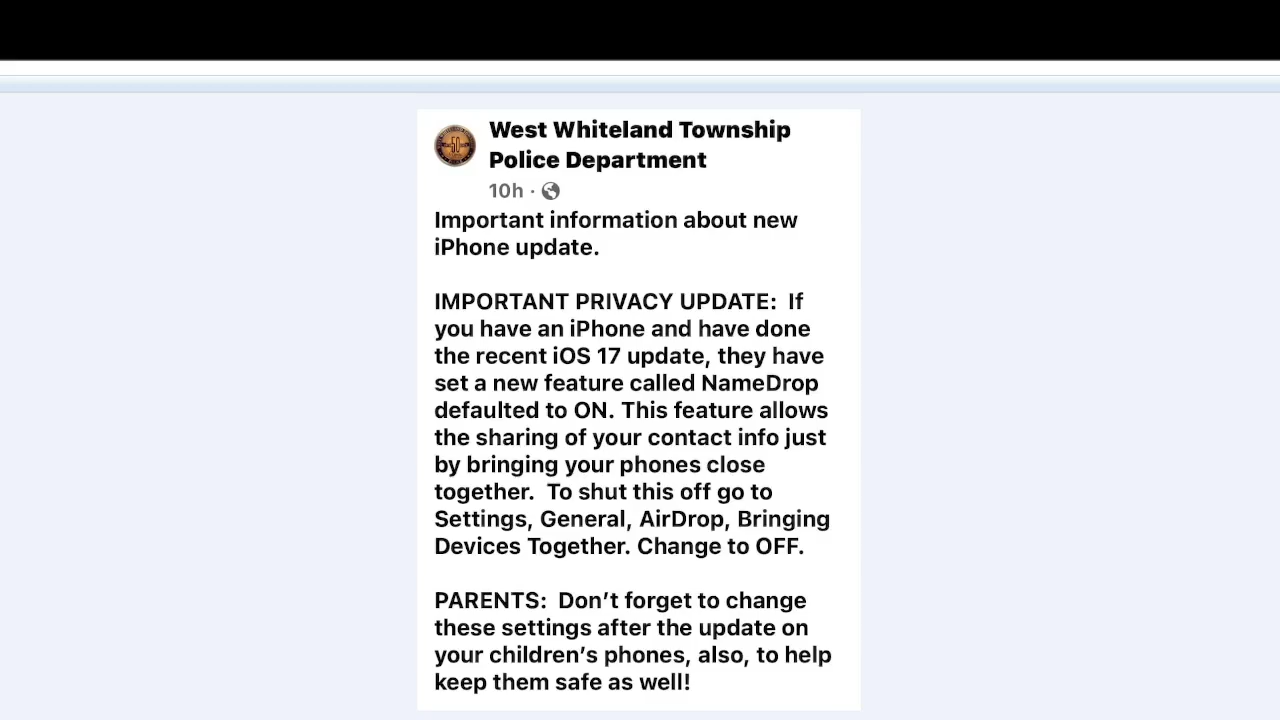 West Whiteland Township
Police Department
10h ·
Important information about new
iPhone update.
IMPORTANT PRIVACY UPDATE:  If
you have an iPhone and have done
the recent iOS 17 update, they have
set a new feature called NameDrop
defaulted to ON. This feature allows
the sharing of your contact info just
by bringing your phones close
together.  To shut this off go to
Settings, General, AirDrop, Bringing
Devices Together. Change to OFF.
PARENTS:  Don’t forget to change
these settings after the update on
your children’s phones, also, to help
keep them safe as well!